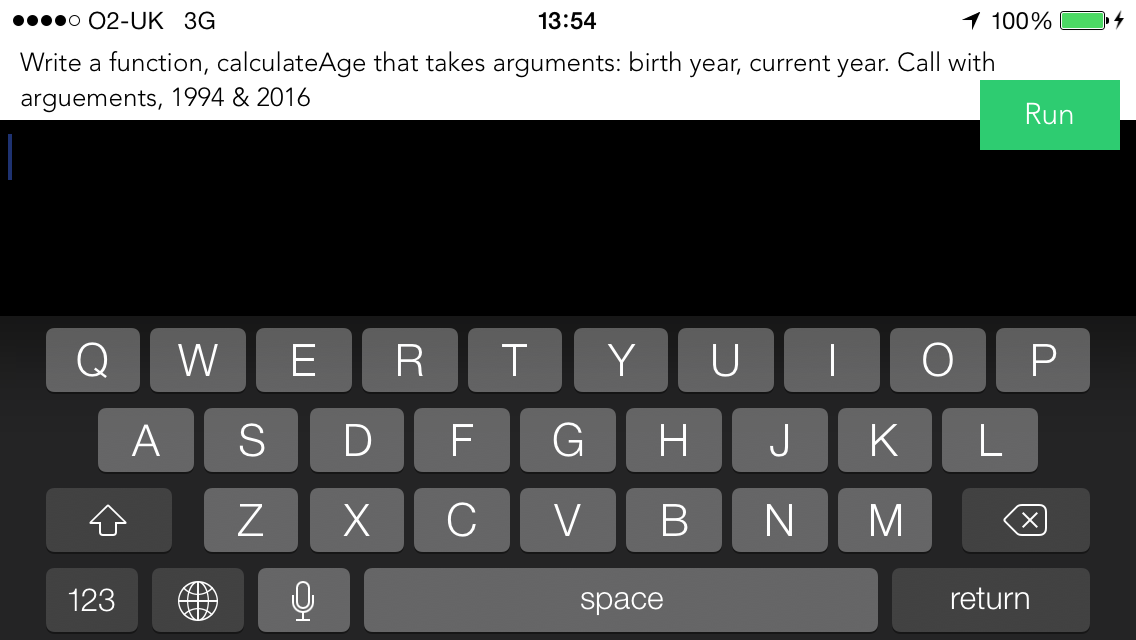 O2-UK 3G 13:54 100%
Write a function, calculateAge that takes arguments: birth year, current year. Call with
arguements, 1994 & 2016
Run
Q W E R T Y U I O P
A S D F G H J K L
Z X C V B N M
123 space return